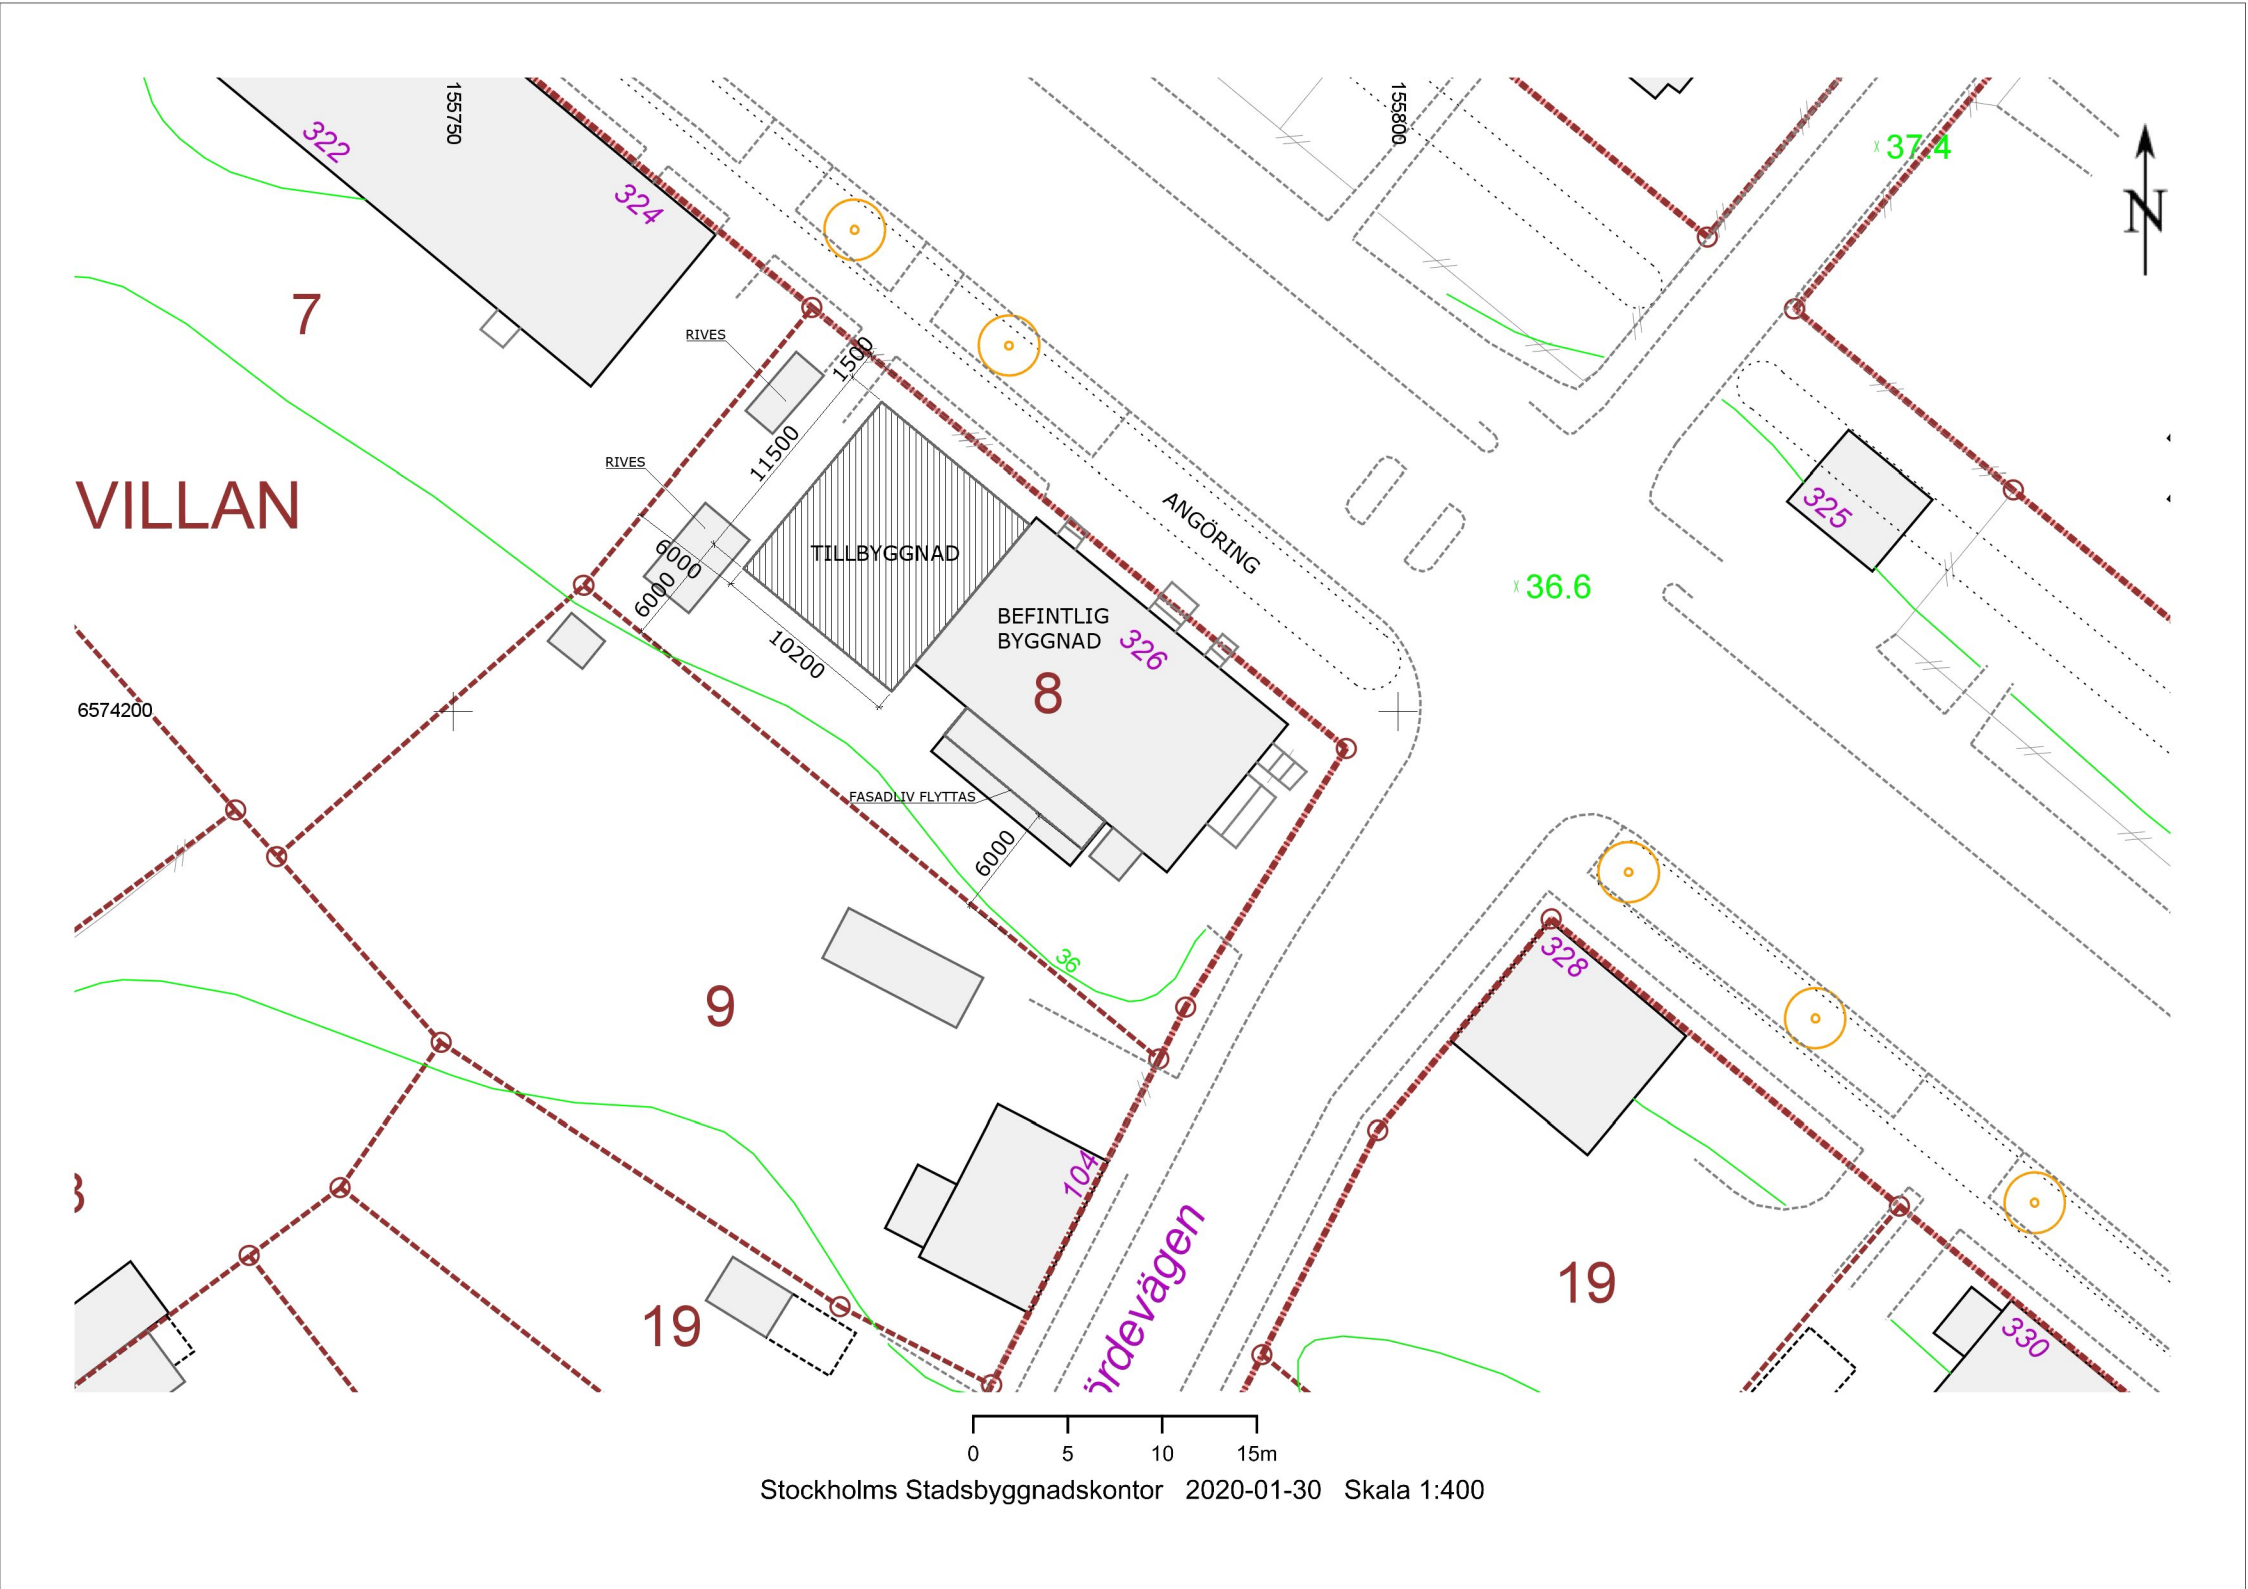 155750
155800
322
324
37.4
N
7
RIVES
1500
11500
RIVES
VILLAN
325
ANGÖRING
TILLBYGGNAD
6000
6000
36.6
BEFINTLIG
BYGGNAD
326
10200
8
6574200
FASADLIV FLYTTAS
6000
36
328
9
104
ördevägen
19
19
330
0 5 10 15m
Stockholms Stadsbyggnadskontor 2020-01-30 Skala 1:400